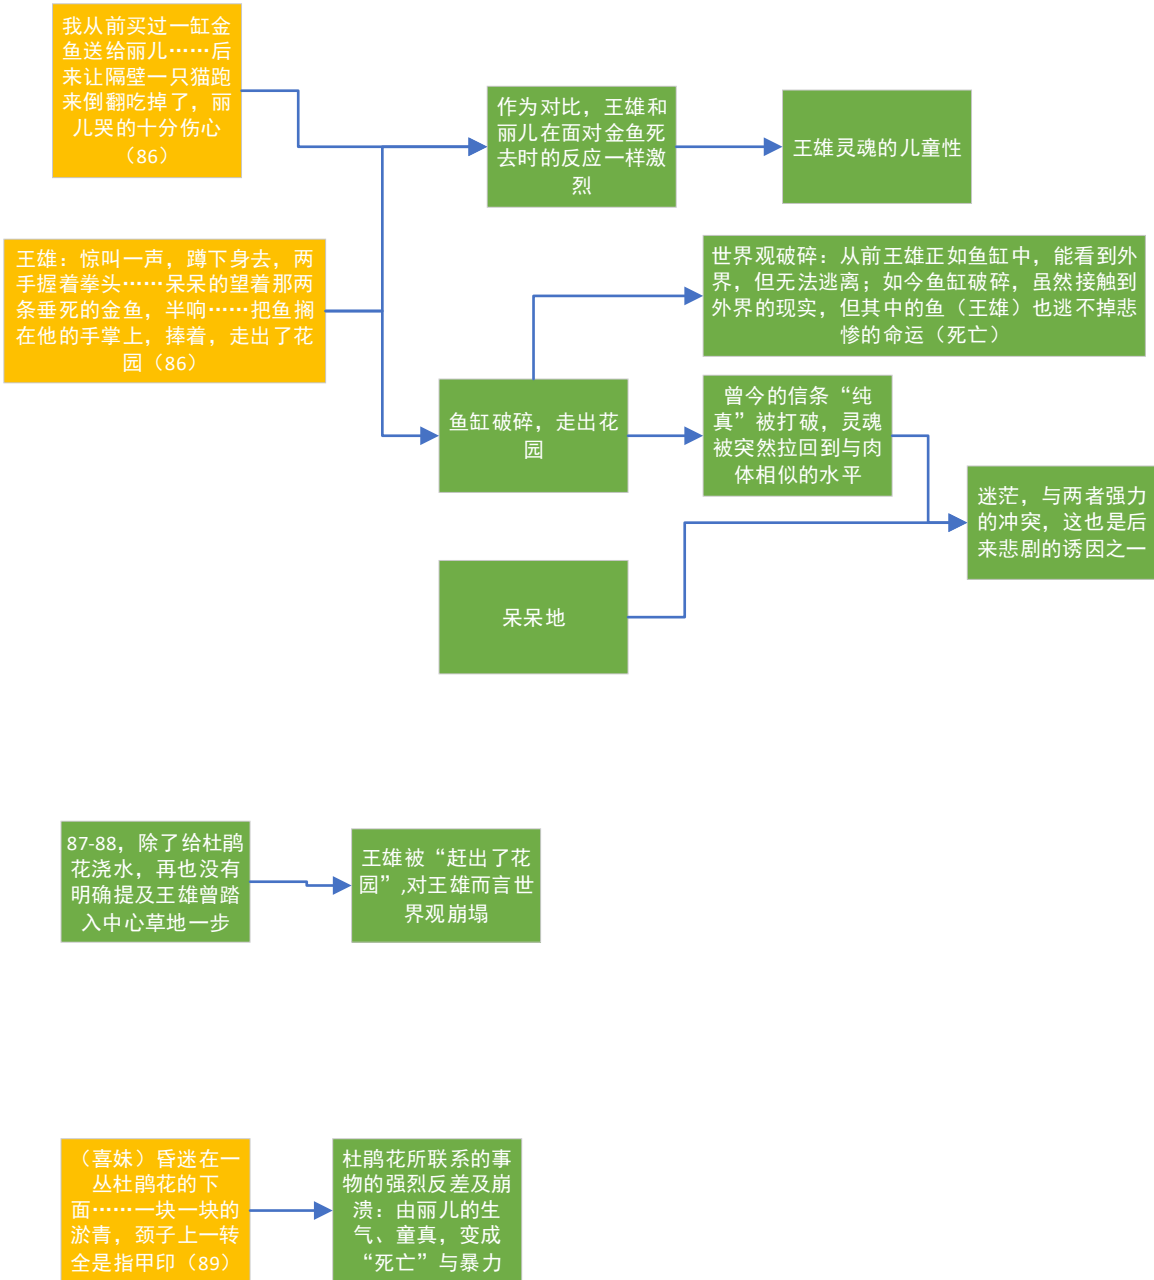 我从前买过一缸金
鱼送给丽儿……后
来让隔壁一只猫跑
来倒翻吃掉了，丽
儿哭的十分伤心
（86）
作为对比，王雄和
丽儿在面对金鱼死
去时的反应一样激
烈
王雄灵魂的儿童性
王雄：惊叫一声，蹲下身去，两
手握着拳头……呆呆的望着那两
条垂死的金鱼，半响……把鱼搁
在他的手掌上，捧着，走出了花
园（86）
世界观破碎：从前王雄正如鱼缸中，能看到外
界，但无法逃离；如今鱼缸破碎，虽然接触到
外界的现实，但其中的鱼（王雄）也逃不掉悲
惨的命运（死亡）
鱼缸破碎，走出花
园
曾今的信条“纯
真”被打破，灵魂
被突然拉回到与肉
体相似的水平
迷茫，与两者强力
的冲突，这也是后
来悲剧的诱因之一
呆呆地
87-88，除了给杜鹃
花浇水，再也没有
明确提及王雄曾踏
入中心草地一步
王雄被“赶出了花
园”,对王雄而言世
界观崩塌
（喜妹）昏迷在一
丛杜鹃花的下
面……一块一块的
淤青，颈子上一转
全是指甲印（89）
杜鹃花所联系的事
物的强烈反差及崩
溃：由丽儿的生
气、童真，变成
“死亡”与暴力